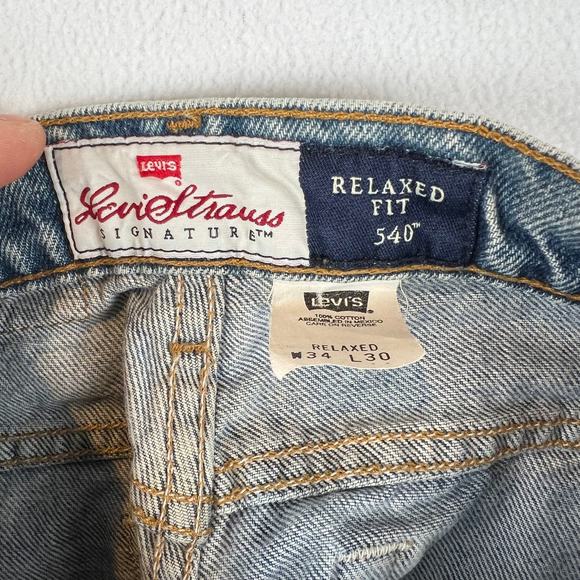 Levi's
Levi Strauss
SIGNATURE™
RELAXED
FIT
540™
LEVI'S
100% COTTON
ASSEMBLED IN MEXICO
CARE ON REVERSE
RELAXED
W34 L30